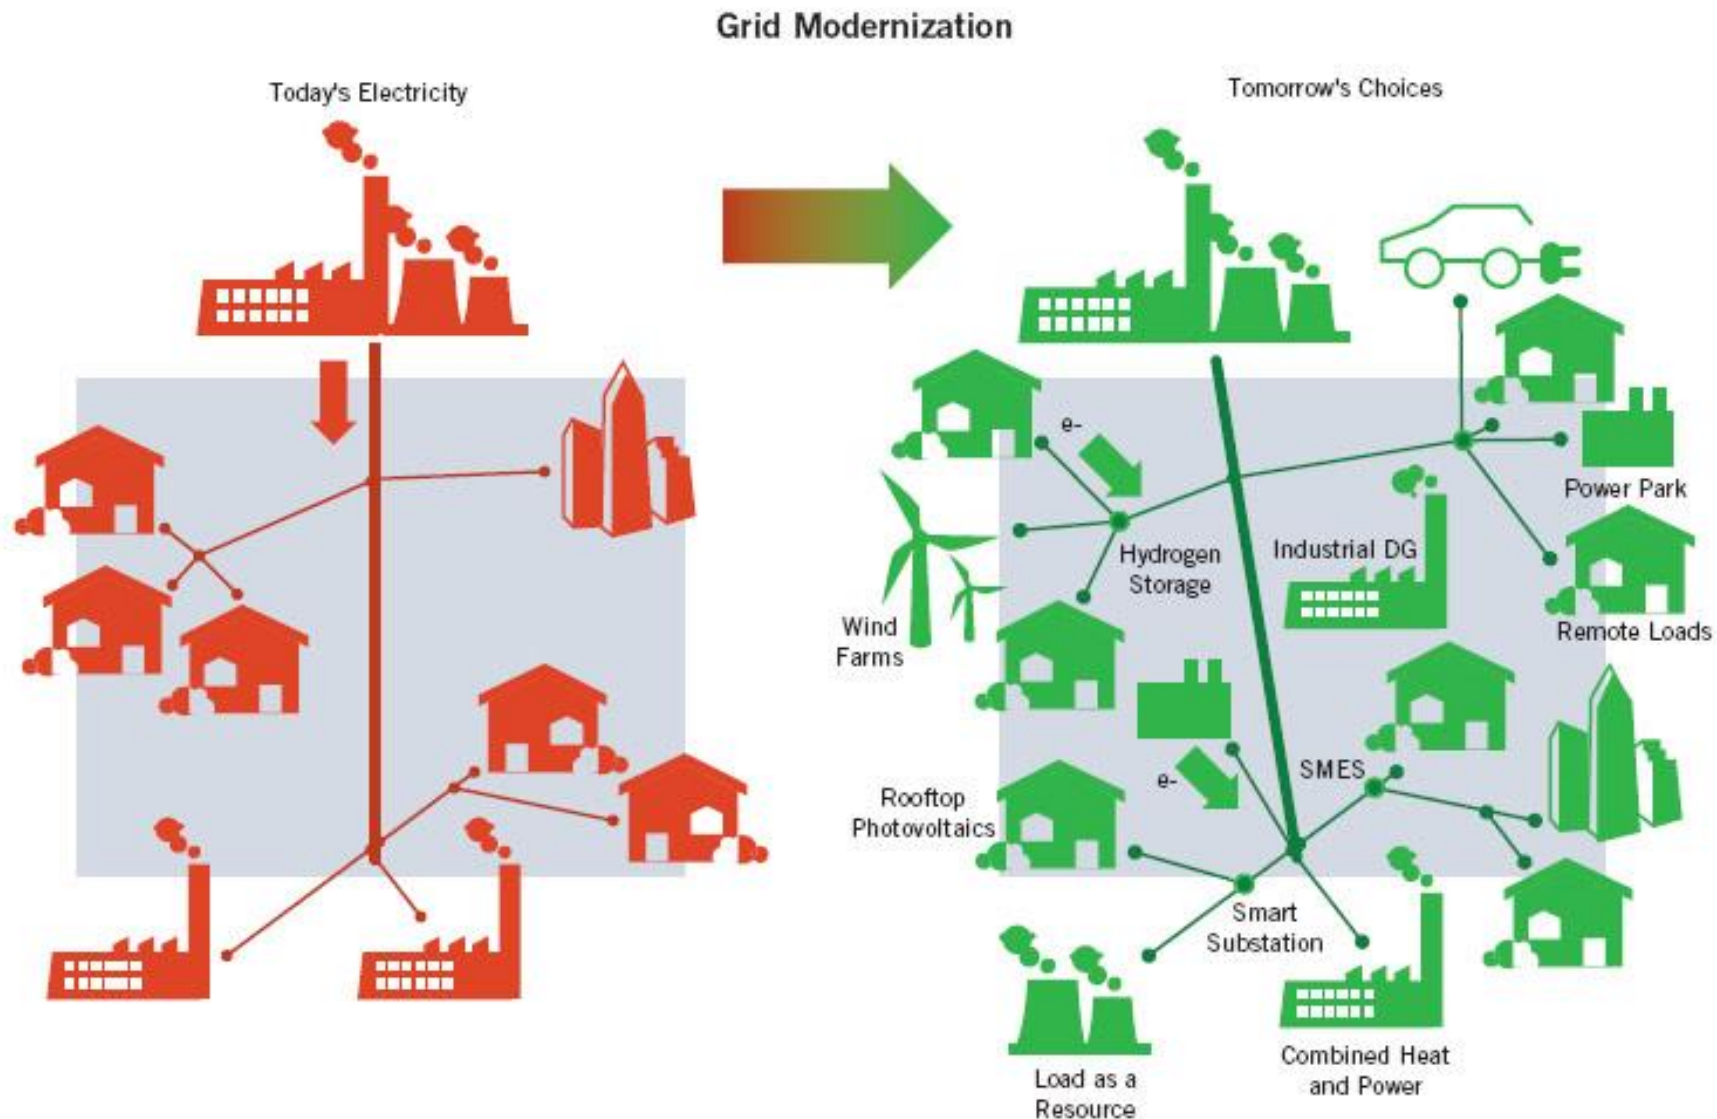 Grid Modernization
Today's Electricity
Tomorrow's Choices
e-
Power Park
Hydrogen
Storage
Industrial DG
Wind
Farms
Remote Loads
e-
SMES
Rooftop
Photovoltaics
Smart
Substation
Load as a
Resource
Combined Heat
and Power